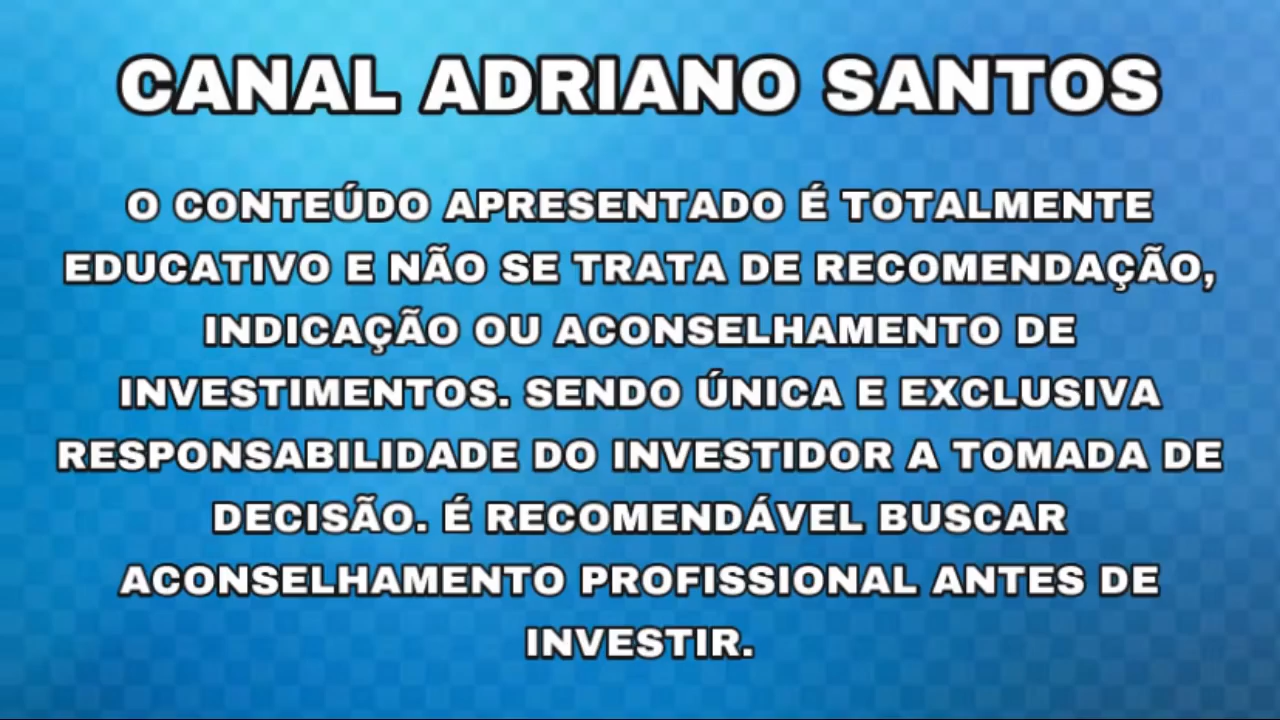 CANAL ADRIANO SANTOS
O CONTEÚDO APRESENTADO É TOTALMENTE
EDUCATIVO E NÃO SE TRATA DE RECOMENDAÇÃO,
INDICAÇÃO OU ACONSELHAMENTO DE
INVESTIMENTOS. SENDO ÚNICA E EXCLUSIVA
RESPONSABILIDADE DO INVESTIDOR A TOMADA DE
DECISÃO. É RECOMENDÁVEL BUSCAR
ACONSELHAMENTO PROFISSIONAL ANTES DE
INVESTIR.